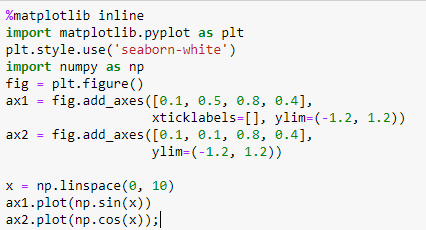 %matplotlib inline
import matplotlib.pyplot as plt
plt.style.use('seaborn-white')
import numpy as np
fig = plt.figure()
ax1 = fig.add_axes([0.1, 0.5, 0.8, 0.4],
                   xticklabels=[], ylim=(-1.2, 1.2))
ax2 = fig.add_axes([0.1, 0.1, 0.8, 0.4],
                   ylim=(-1.2, 1.2))

x = np.linspace(0, 10)
ax1.plot(np.sin(x))
ax2.plot(np.cos(x));